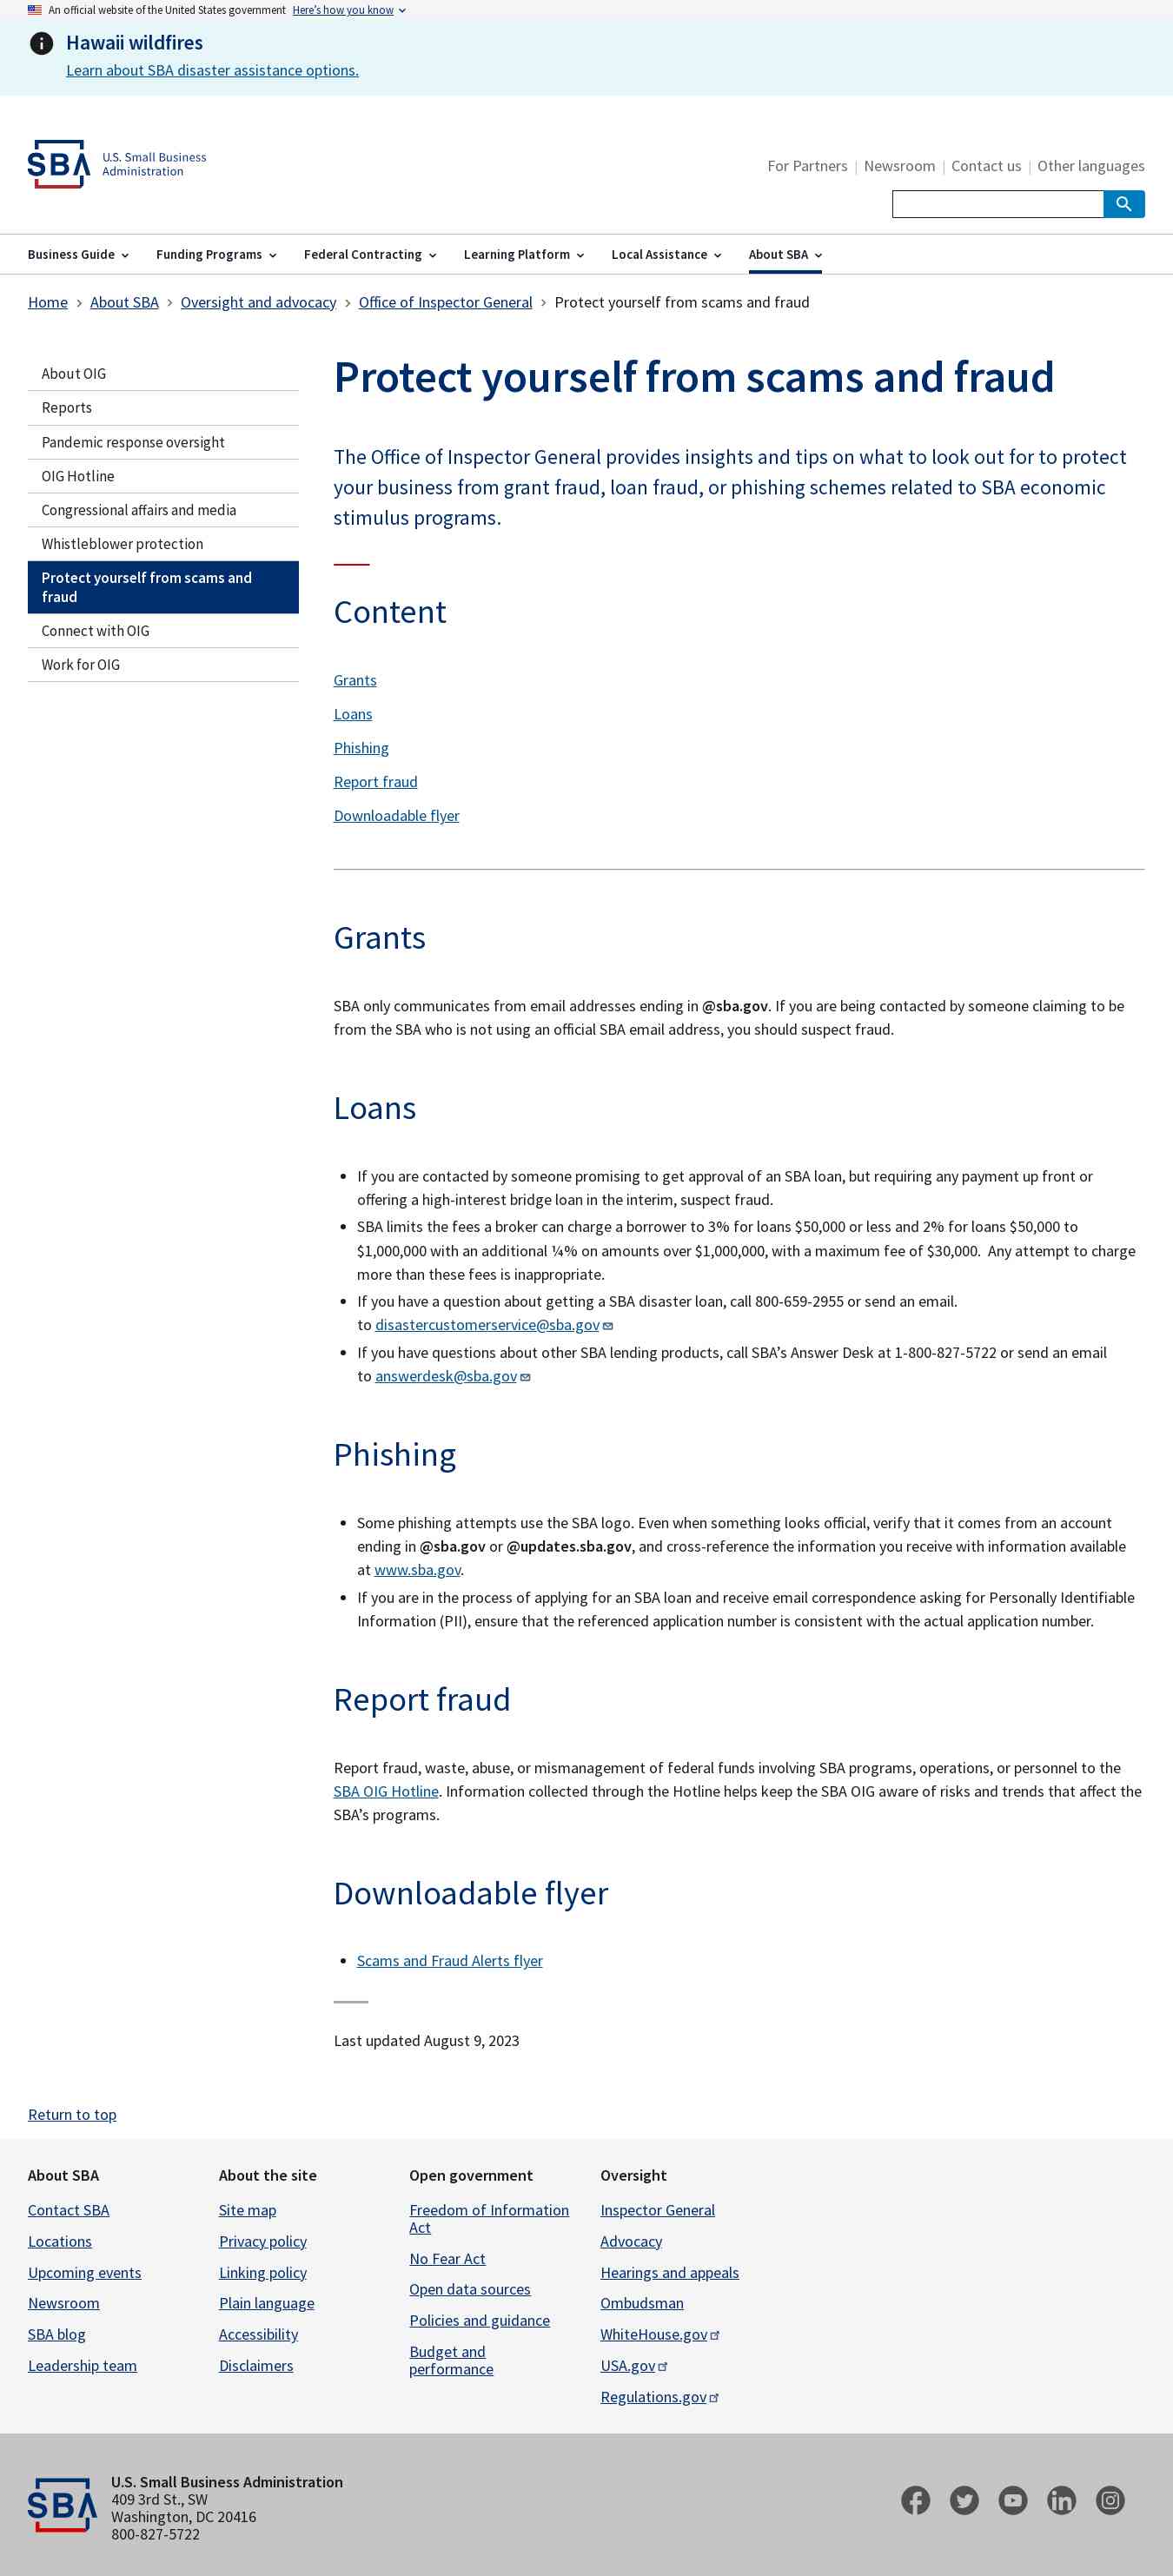 An official website of the United States government Here's how you know
Hawaii wildfires
Learn about SBA disaster assistance options.
SBA U.S. Small Business
Administration
For Partners | Newsroom | Contact us | Other languages
Business Guide Funding Programs Federal Contracting Learning Platform Local Assistance About SBA
Home > About SBA > Oversight and advocacy > Office of Inspector General > Protect yourself from scams and fraud
About OIG
Reports
Pandemic response oversight
OIG Hotline
Congressional affairs and media
Whistleblower protection
Protect yourself from scams and
fraud
Connect with OIG
Work for OIG
Protect yourself from scams and fraud
The Office of Inspector General provides insights and tips on what to look out for to protect
your business from grant fraud, loan fraud, or phishing schemes related to SBA economic
stimulus programs.
Content
Grants
Loans
Phishing
Report fraud
Downloadable flyer
Grants
SBA only communicates from email addresses ending in @sba.gov. If you are being contacted by someone claiming to be
from the SBA who is not using an official SBA email address, you should suspect fraud.
Loans
• If you are contacted by someone promising to get approval of an SBA loan, but requiring any payment up front or
offering a high-interest bridge loan in the interim, suspect fraud.
• SBA limits the fees a broker can charge a borrower to 3% for loans $50,000 or less and 2% for loans $50,000 to
$1,000,000 with an additional ¼% on amounts over $1,000,000, with a maximum fee of $30,000.  Any attempt to charge
more than these fees is inappropriate.
• If you have a question about getting a SBA disaster loan, call 800-659-2955 or send an email.
to disastercustomerservice@sba.gov
• If you have questions about other SBA lending products, call SBA's Answer Desk at 1-800-827-5722 or send an email
to answerdesk@sba.gov
Phishing
• Some phishing attempts use the SBA logo. Even when something looks official, verify that it comes from an account
ending in @sba.gov or @updates.sba.gov, and cross-reference the information you receive with information available
at www.sba.gov.
• If you are in the process of applying for an SBA loan and receive email correspondence asking for Personally Identifiable
Information (PII), ensure that the referenced application number is consistent with the actual application number.
Report fraud
Report fraud, waste, abuse, or mismanagement of federal funds involving SBA programs, operations, or personnel to the
SBA OIG Hotline. Information collected through the Hotline helps keep the SBA OIG aware of risks and trends that affect the
SBA's programs.
Downloadable flyer
• Scams and Fraud Alerts flyer
Last updated August 9, 2023
Return to top
About SBA
Contact SBA
Locations
Upcoming events
Newsroom
SBA blog
Leadership team
About the site
Site map
Privacy policy
Linking policy
Plain language
Accessibility
Disclaimers
Open government
Freedom of Information
Act
No Fear Act
Open data sources
Policies and guidance
Budget and
performance
Oversight
Inspector General
Advocacy
Hearings and appeals
Ombudsman
WhiteHouse.gov
USA.gov
Regulations.gov
SBA
U.S. Small Business Administration
409 3rd St., SW
Washington, DC 20416
800-827-5722